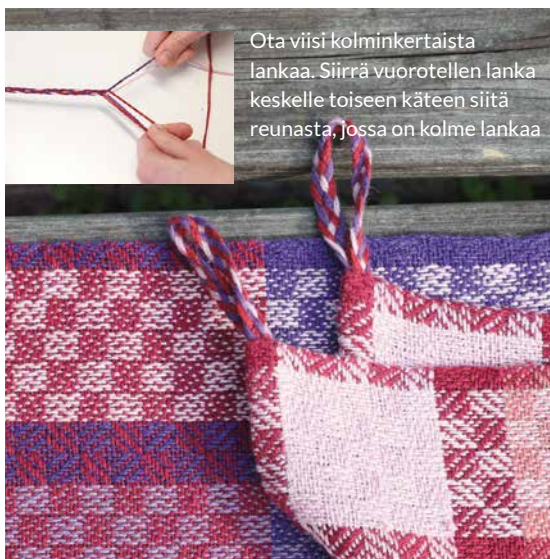 Ota viisi kolminkertaista
lankaa. Siirrä vuorotellen lanka
keskelle toiseen käteen siitä
reunasta, jossa on kolme lankaa